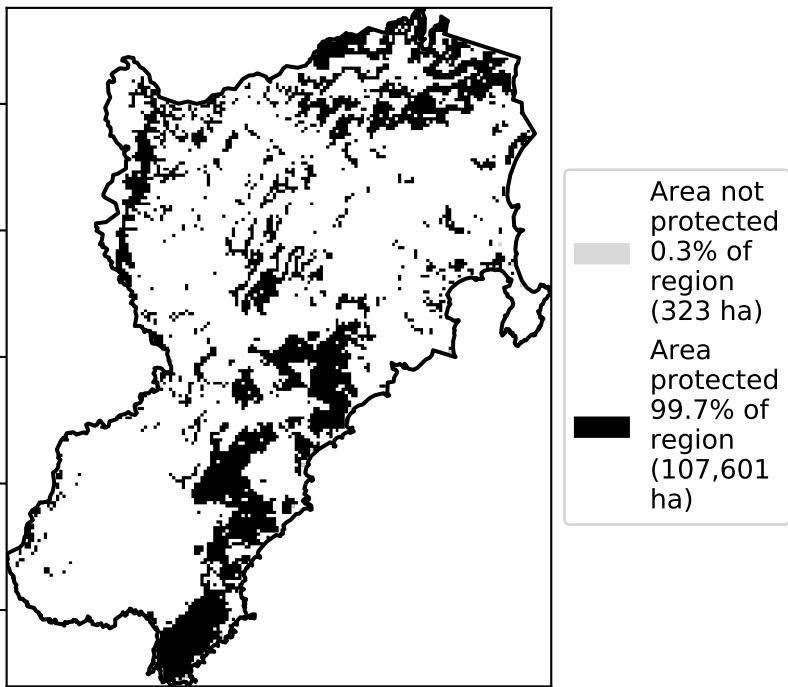 Area not
protected
0.3% of
region
(323 ha)
Area
protected
99.7% of
region
(107,601
ha)